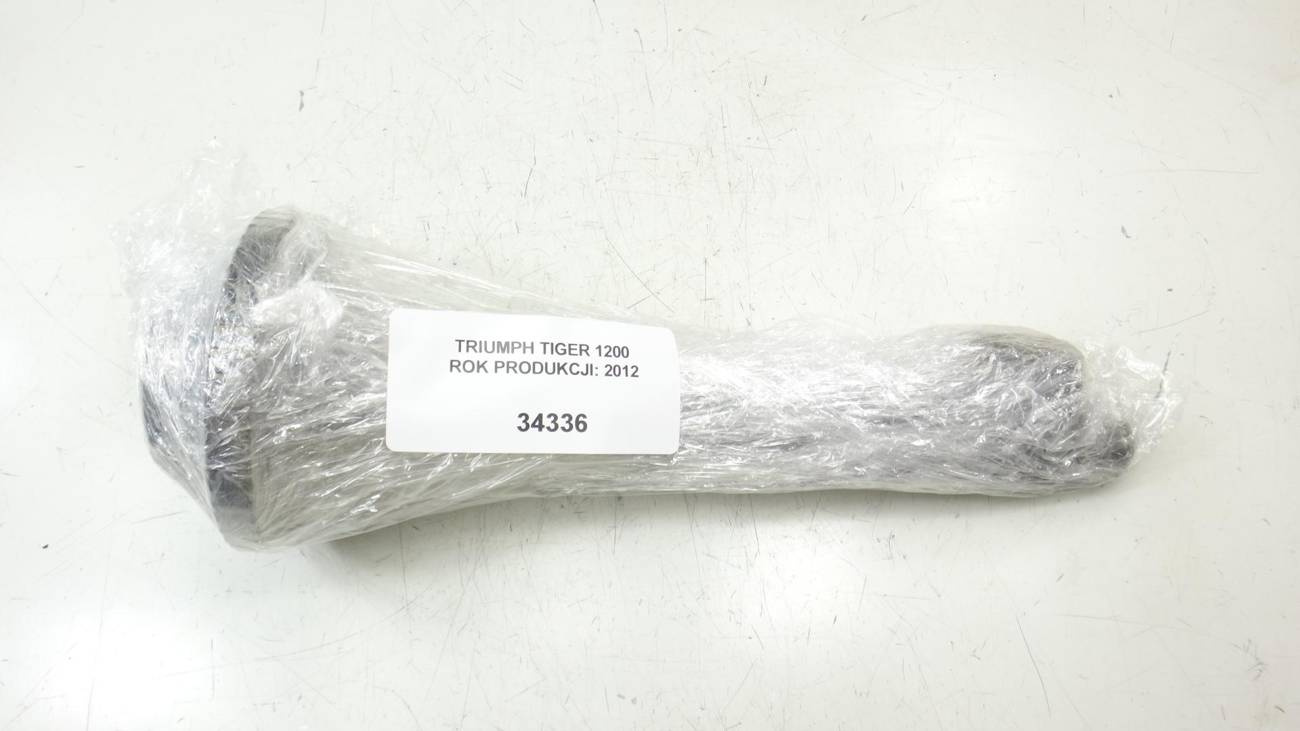 TRIUMPH TIGER 1200
ROK PRODUKCJI: 2012
34336